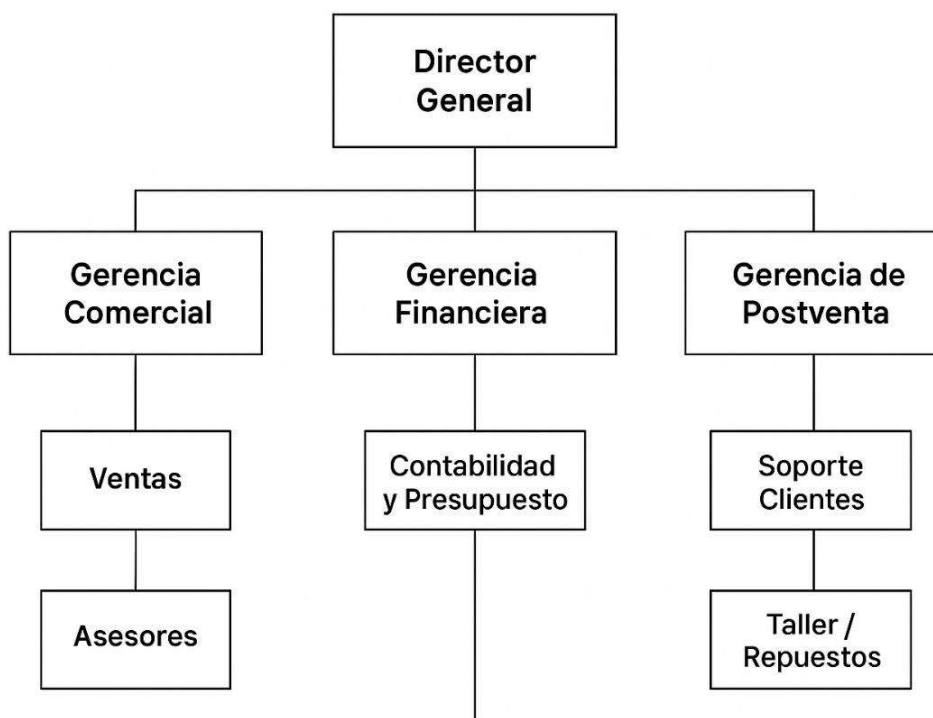 Director
General
Gerencia
Comercial
Gerencia
Financiera
Gerencia de
Postventa
Ventas
Contabilidad
y Presupuesto
Soporte
Clientes
Asesores
Taller /
Repuestos